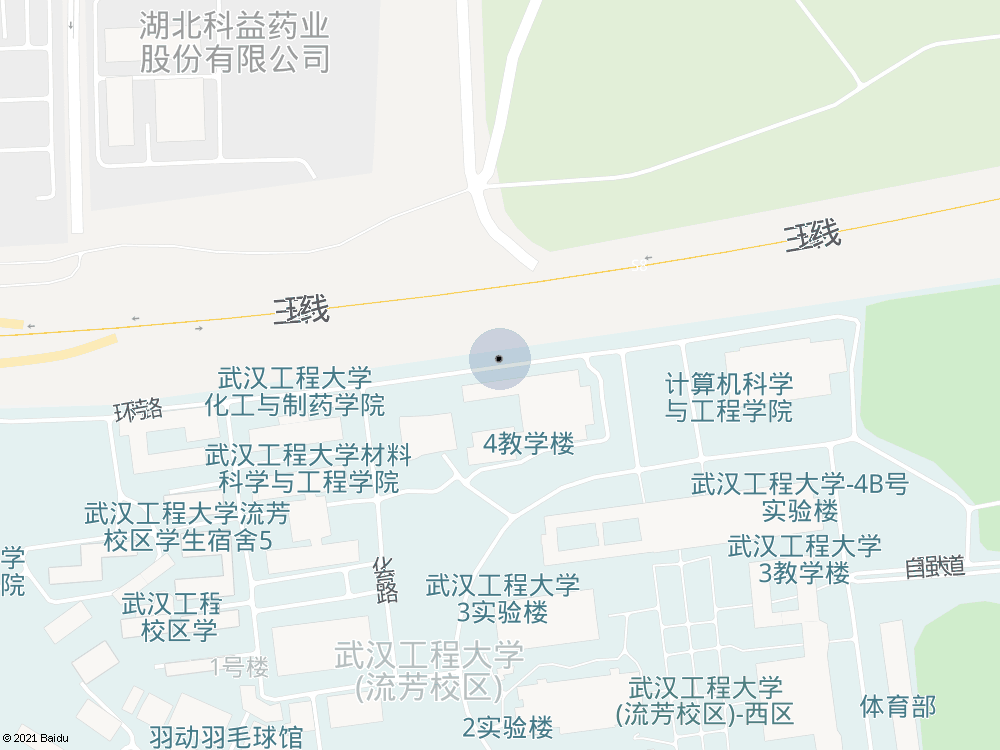 湖北科益药业
股份有限公司
武汉工程大学
化工与制药学院
环路
计算机科学
与工程学院
4教学楼
武汉工程大学材料
科学与工程学院
武汉工程大学-4B号
实验楼
武汉工程大学流芳
校区学生宿舍5
武汉工程大学
3教学楼
自强大道
学
院
化育路
武汉工程大学
3实验楼
武汉工程
校区学
1号楼
武汉工程大学
(流芳校区)
武汉工程大学
(流芳校区)-西区
体育部
2实验楼
羽动羽毛球馆
© 2021 Baidu